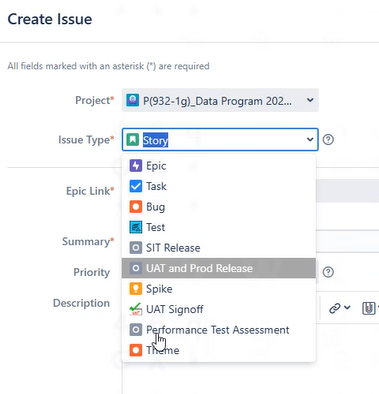 Create Issue
All fields marked with an asterisk (*) are required
Project* P(932-1g)_Data Program 202...
Issue Type* Story
Epic
Epic Link*
Task
Bug
Test
Summary*
SIT Release
Priority
UAT and Prod Release
Spike
Description
UAT Signoff
Performance Test Assessment
Theme